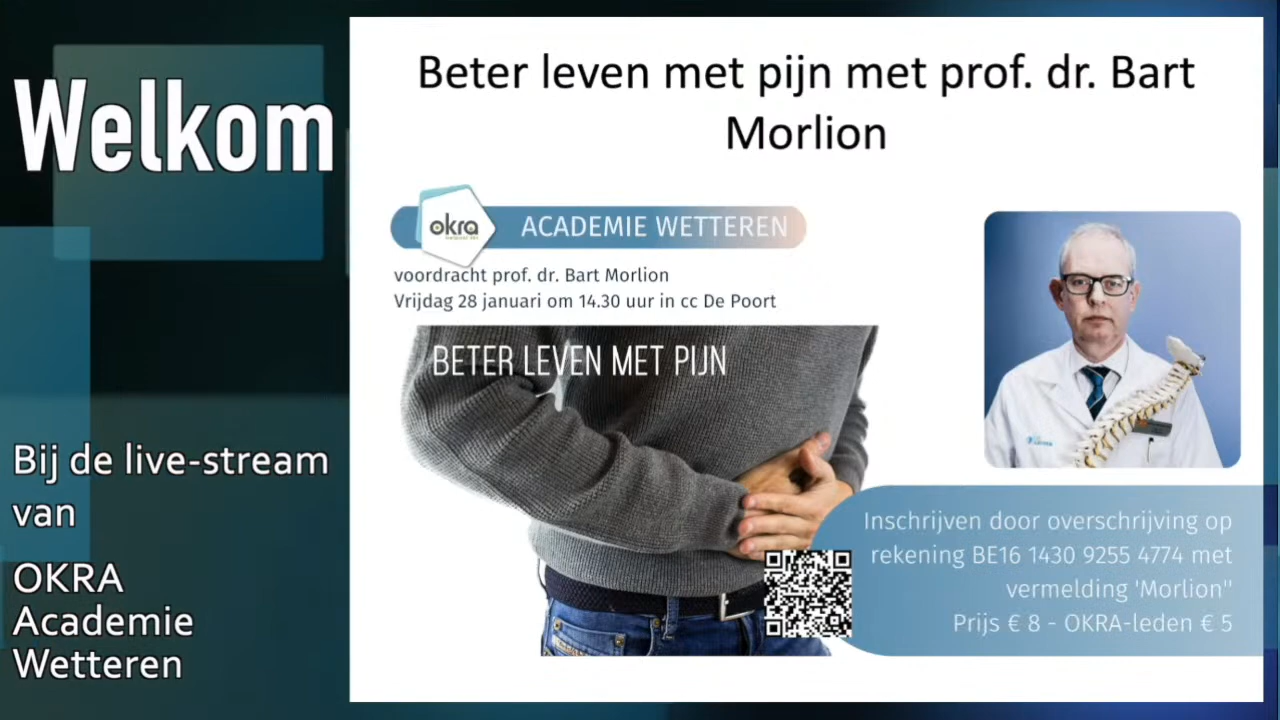 Welkom
Bij de live-stream
van
OKRA
Academie
Wetteren
Beter leven met pijn met prof. dr. Bart
Morlion
okra
ACADEMIE WETTEREN
voordracht prof. dr. Bart Morlion
Vrijdag 28 januari om 14.30 uur in cc De Poort
BETER LEVEN MET PIJN
Inschrijven door overschrijving op
rekening BE16 1430 9255 4774 met
vermelding 'Morlion"
Prijs € 8 - OKRA-leden € 5